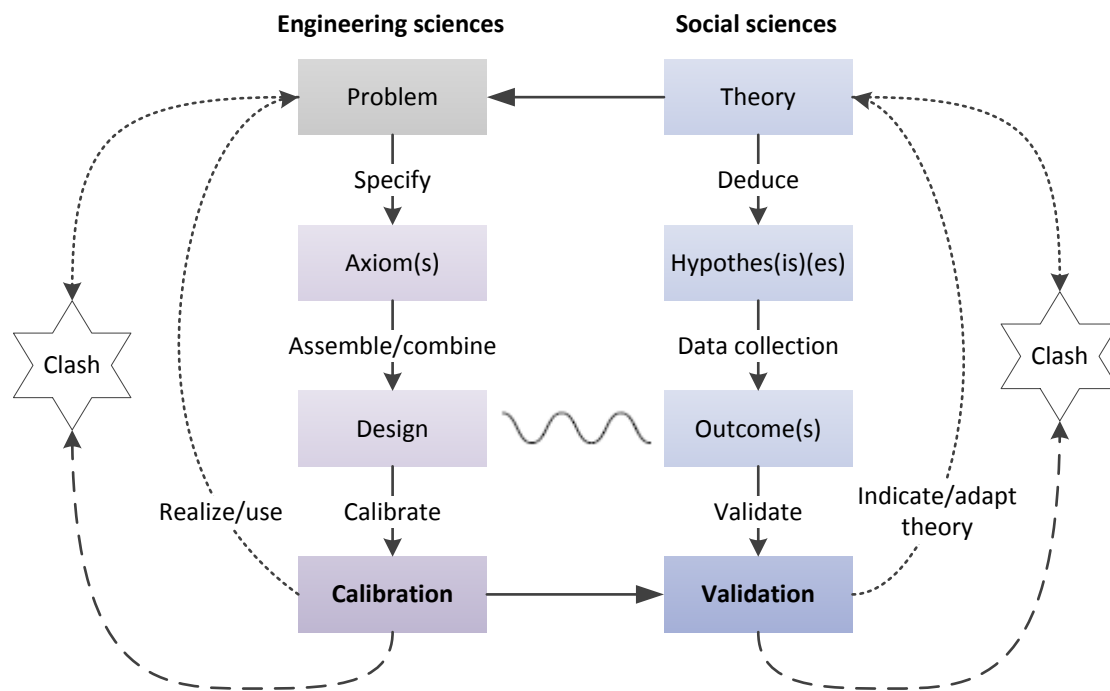 Engineering sciences
Social sciences
Problem
Theory
Specify
Deduce
Axiom(s)
Hypothes(is)(es)
Clash
Assemble/combine
Data collection
Clash
Design
Outcome(s)
Realize/use
Calibrate
Validate
Indicate/adapt
theory
Calibration
Validation